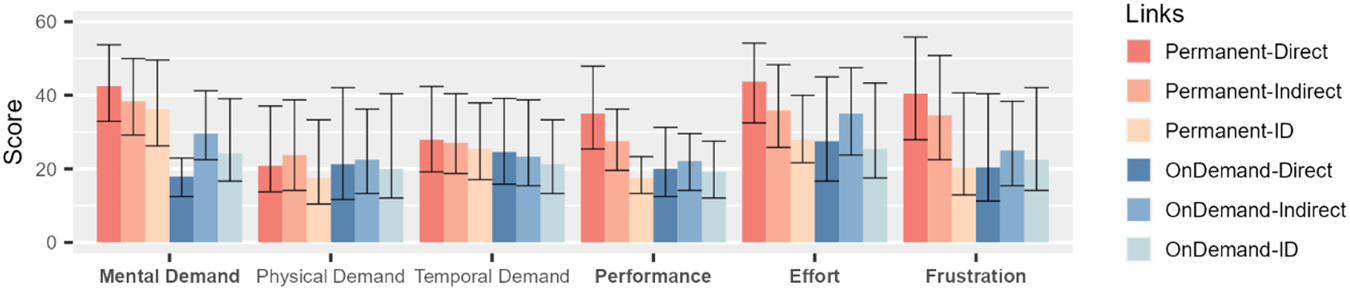 Score
60
40
20
0
Mental Demand
Physical Demand
Temporal Demand
Performance
Effort
Frustration
Links
Permanent-Direct
Permanent-Indirect
Permanent-ID
OnDemand-Direct
OnDemand-Indirect
OnDemand-ID